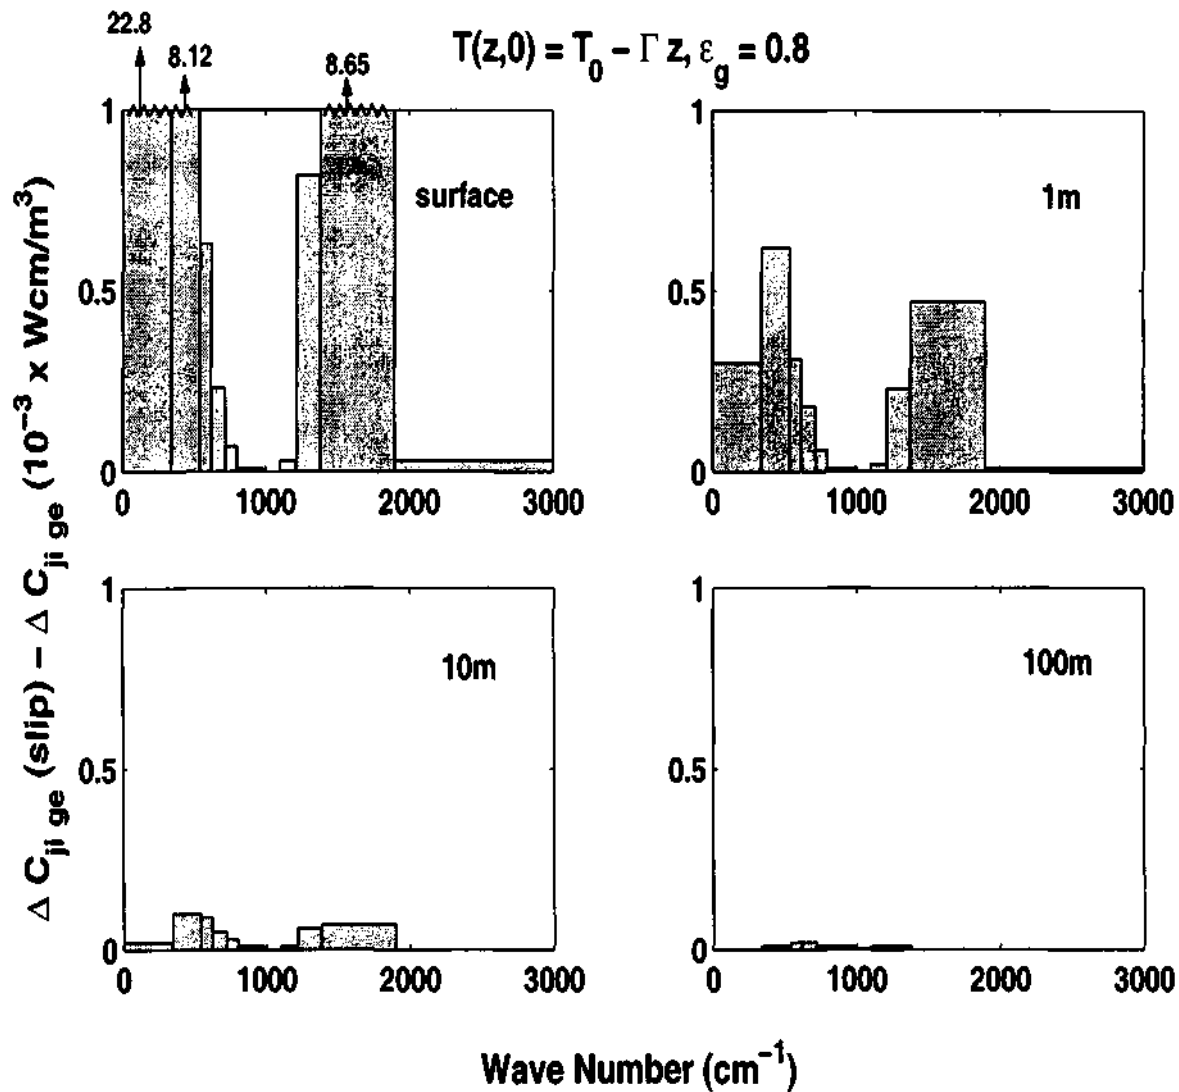 22.8
8.12
8.65
T(z,0) = T₀ − Γ z, ε_g = 0.8
1
0.5
0
surface
0 1000 2000 3000
1
0.5
0
1m
0 1000 2000 3000
Δ C_ji ge (slip) − Δ C_ji ge (10⁻³ x Wcm/m³)
1
0.5
0
10m
0 1000 2000 3000
1
0.5
0
100m
0 1000 2000 3000
Wave Number (cm⁻¹)